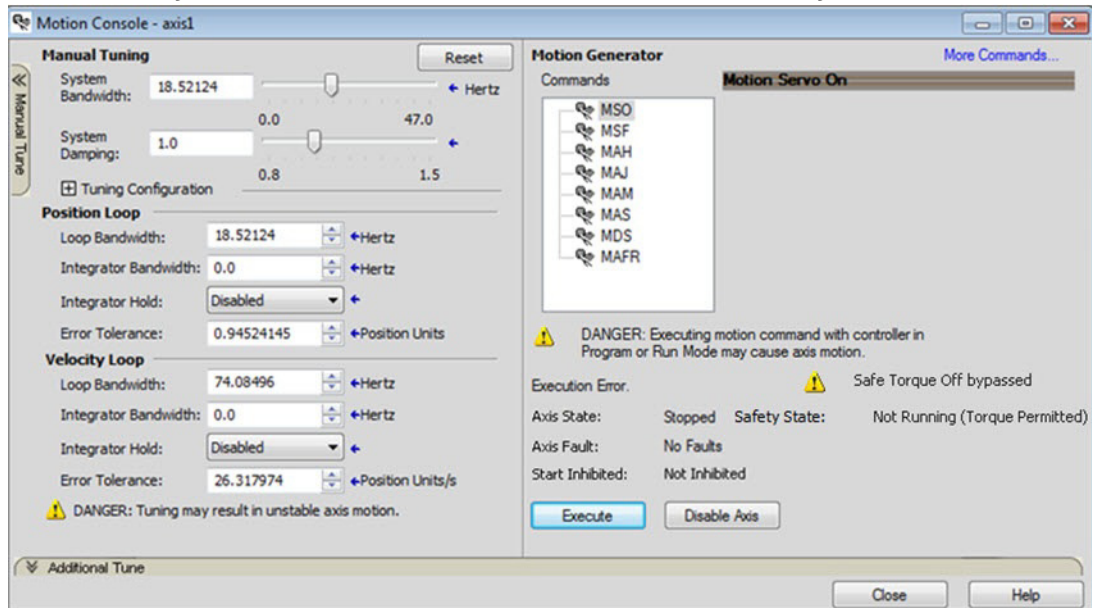 Motion Console - axis1
Manual Tuning
Reset
System
Bandwidth:
18.52124
Hertz
0.0
47.0
System
Damping:
1.0
0.8
1.5
Tuning Configuration
Manual Tune
Position Loop
Loop Bandwidth:
18.52124
Hertz
Integrator Bandwidth:
0.0
Hertz
Integrator Hold:
Disabled
Error Tolerance:
0.94524145
Position Units
Velocity Loop
Loop Bandwidth:
74.08496
Hertz
Integrator Bandwidth:
0.0
Hertz
Integrator Hold:
Disabled
Error Tolerance:
26.317974
Position Units/s
DANGER: Tuning may result in unstable axis motion.
Motion Generator
More Commands...
Commands
Motion Servo On
MSO
MSF
MAH
MAJ
MAM
MAS
MDS
MAFR
DANGER: Executing motion command with controller in
Program or Run Mode may cause axis motion.
Execution Error.
Safe Torque Off bypassed
Axis State:
Stopped
Safety State:
Not Running (Torque Permitted)
Axis Fault:
No Faults
Start Inhibited:
Not Inhibited
Execute
Disable Axis
Additional Tune
Close
Help